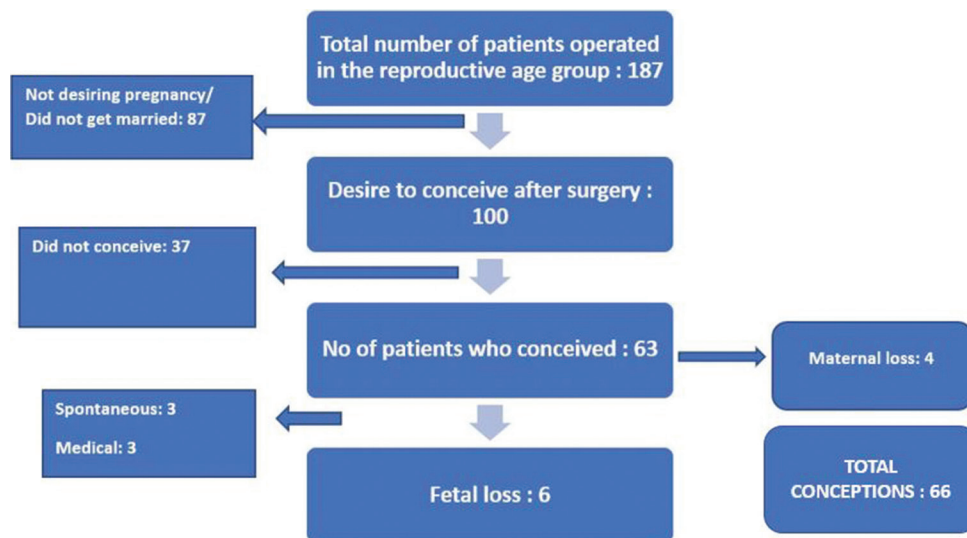 Total number of patients operated
in the reproductive age group : 187
Not desiring pregnancy/
Did not get married: 87
Desire to conceive after surgery :
100
Did not conceive: 37
No of patients who conceived : 63
Maternal loss: 4
Spontaneous: 3
Medical: 3
Fetal loss : 6
TOTAL
CONCEPTIONS : 66